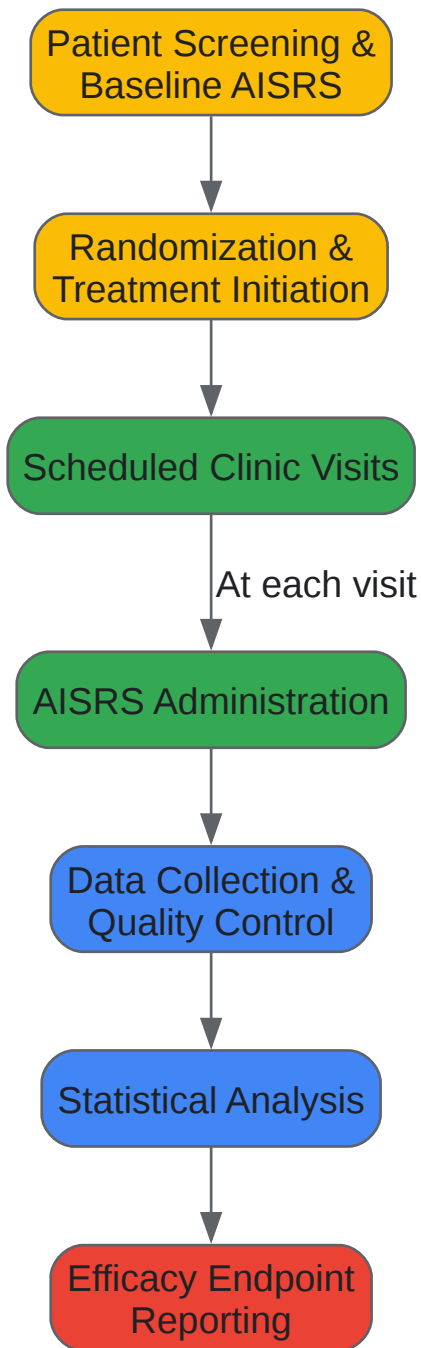 Patient Screening &
Baseline AISRS
Randomization &
Treatment Initiation
Scheduled Clinic Visits
At each visit
AISRS Administration
Data Collection &
Quality Control
Statistical Analysis
Efficacy Endpoint
Reporting